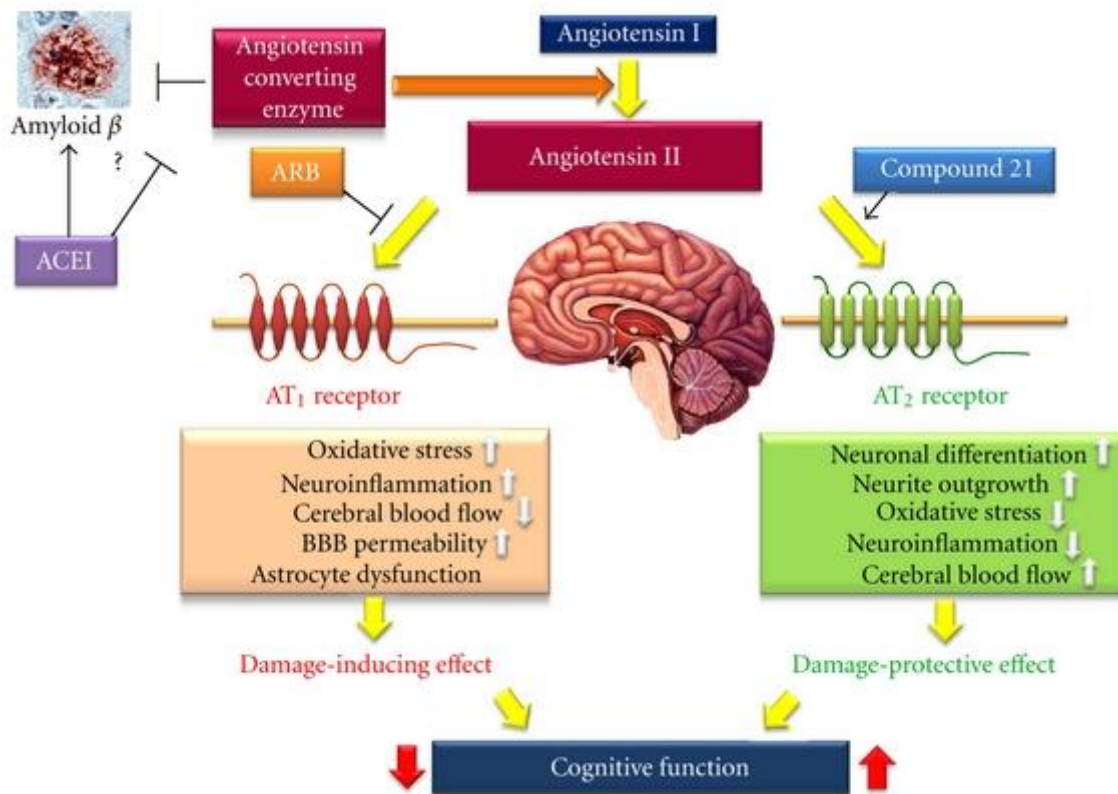 Angiotensin I
Angiotensin
converting
enzyme
Amyloid β
?
Angiotensin II
ARB
Compound 21
ACEI
AT₁ receptor
AT₂ receptor
Oxidative stress
Neuroinflammation
Cerebral blood flow
BBB permeability
Astrocyte dysfunction
Neuronal differentiation
Neurite outgrowth
Oxidative stress
Neuroinflammation
Cerebral blood flow
Damage-inducing effect
Damage-protective effect
Cognitive function